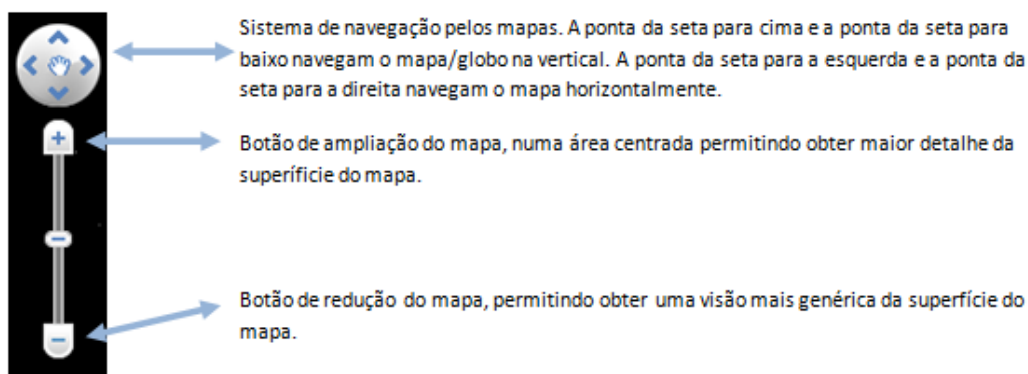 Sistema de navegação pelos mapas. A ponta da seta para cima e a ponta da seta para
baixo navegam o mapa/globo na vertical. A ponta da seta para a esquerda e a ponta da
seta para a direita navegam o mapa horizontalmente.
+
Botão de ampliação do mapa, numa área centrada permitindo obter maior detalhe da
superíficie do mapa.
Botão de redução do mapa, permitindo obter uma visão mais genérica da superfície do
mapa.